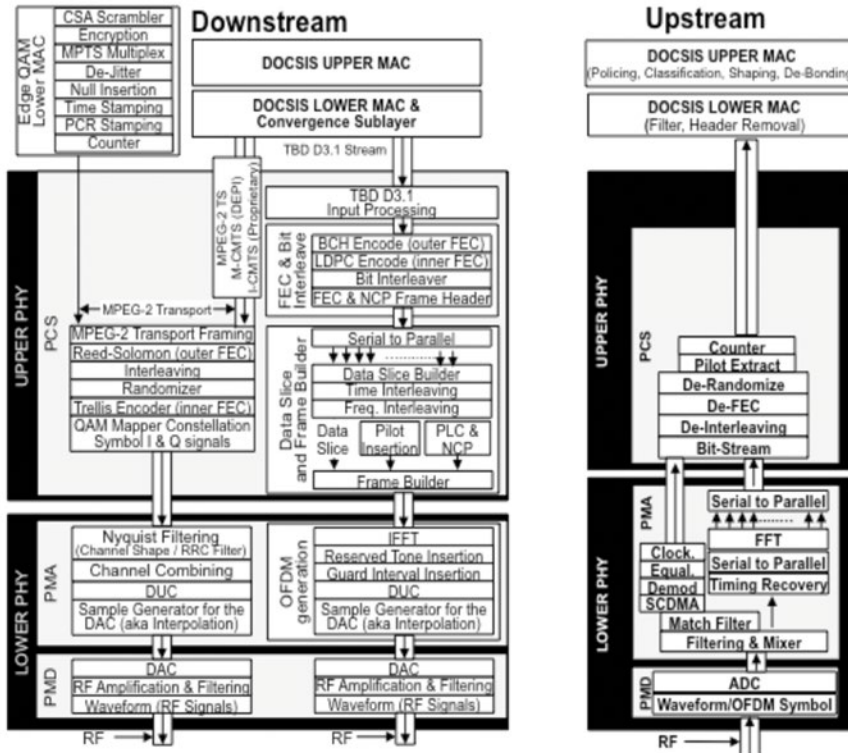 Downstream
Edge QAM
Lower MAC
CSA Scrambler
Encryption
MPTS Multiplex
De-Jitter
Null Insertion
Time Stamping
PCR Stamping
Counter
DOCSIS UPPER MAC
DOCSIS LOWER MAC &
Convergence Sublayer
TBD D3.1 Stream
MPEG-2 TS
M-CMTS (DEPI)
I-CMTS (Proprietary)
UPPER PHY
PCS
MPEG-2 Transport
MPEG-2 Transport Framing
Reed-Solomon (outer FEC)
Interleaving
Randomizer
Trellis Encoder (inner FEC)
QAM Mapper Constellation
Symbol I & Q signals
TBD D3.1
Input Processing
FEC & Bit
Interleave
BCH Encode (outer FEC)
LDPC Encode (inner FEC)
Bit Interleaver
FEC & NCP Frame Header
Data Slice
and Frame Builder
Serial to Parallel
Data Slice Builder
Time Interleaving
Freq. Interleaving
Data
Slice
Pilot
Insertion
PLC &
NCP
Frame Builder
LOWER PHY
PMA
Nyquist Filtering
(Channel Shape / RRC Filter)
Channel Combining
DUC
Sample Generator for the
DAC (aka Interpolation)
OFDM
generation
IFFT
Reserved Tone Insertion
Guard Interval Insertion
DUC
Sample Generator for the
DAC (aka Interpolation)
PMD
DAC
RF Amplification & Filtering
Waveform (RF Signals)
DAC
RF Amplification & Filtering
Waveform (RF Signals)
RF
RF
Upstream
DOCSIS UPPER MAC
(Policing, Classification, Shaping, De-Bonding)
DOCSIS LOWER MAC
(Filter, Header Removal)
UPPER PHY
PCS
Counter
Pilot Extract
De-Randomize
De-FEC
De-Interleaving
Bit-Stream
LOWER PHY
PMA
Serial to Parallel
FFT
Serial to Parallel
Timing Recovery
Clock.
Equal.
Demod
SCDMA
Match Filter
Filtering & Mixer
PMD
ADC
Waveform/OFDM Symbol
RF